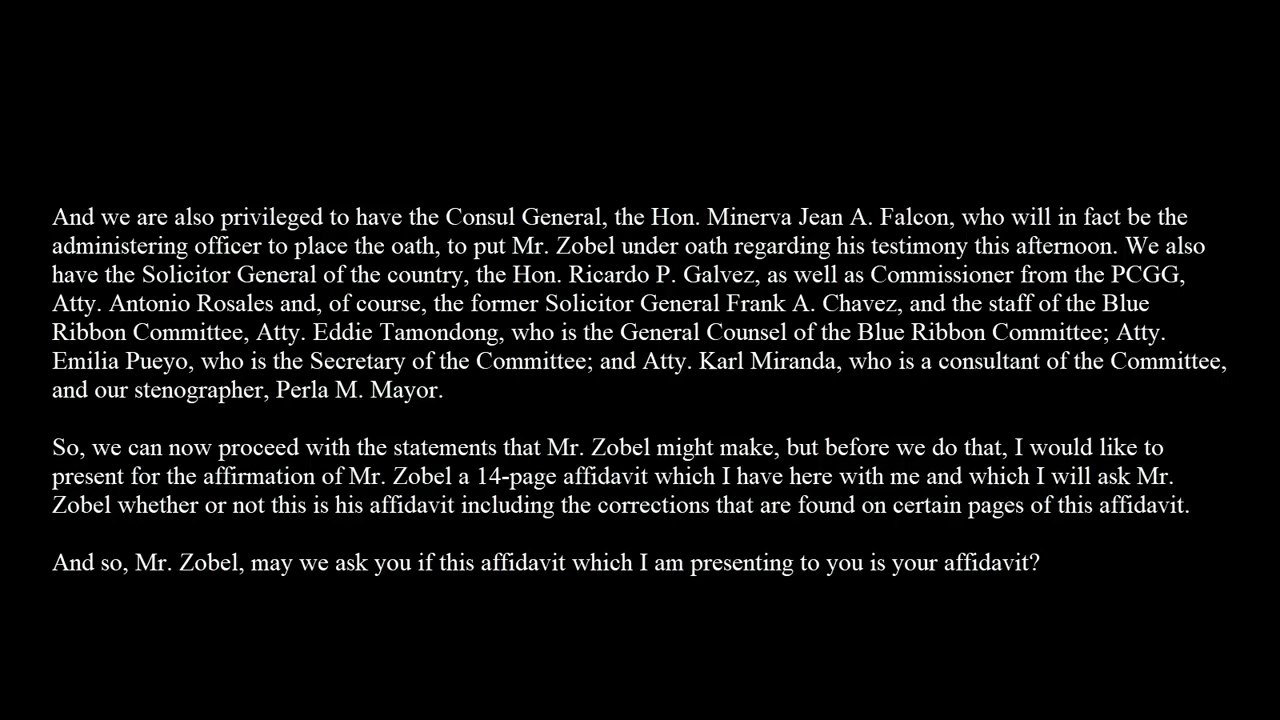 And we are also privileged to have the Consul General, the Hon. Minerva Jean A. Falcon, who will in fact be the
administering officer to place the oath, to put Mr. Zobel under oath regarding his testimony this afternoon. We also
have the Solicitor General of the country, the Hon. Ricardo P. Galvez, as well as Commissioner from the PCGG,
Atty. Antonio Rosales and, of course, the former Solicitor General Frank A. Chavez, and the staff of the Blue
Ribbon Committee, Atty. Eddie Tamondong, who is the General Counsel of the Blue Ribbon Committee; Atty.
Emilia Pueyo, who is the Secretary of the Committee; and Atty. Karl Miranda, who is a consultant of the Committee,
and our stenographer, Perla M. Mayor.
So, we can now proceed with the statements that Mr. Zobel might make, but before we do that, I would like to
present for the affirmation of Mr. Zobel a 14-page affidavit which I have here with me and which I will ask Mr.
Zobel whether or not this is his affidavit including the corrections that are found on certain pages of this affidavit.
And so, Mr. Zobel, may we ask you if this affidavit which I am presenting to you is your affidavit?